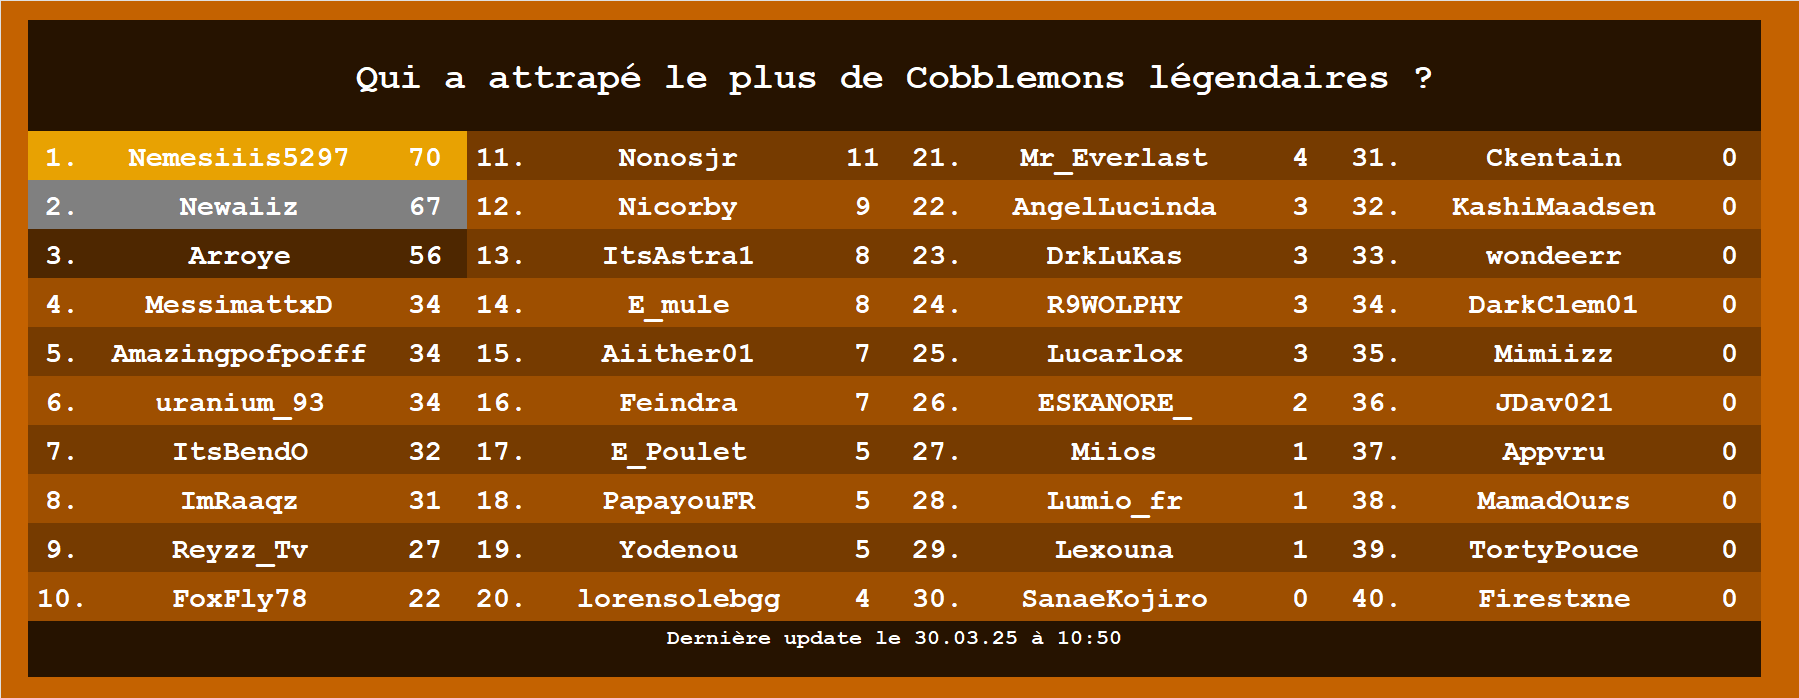 Qui a attrapé le plus de Cobblemons légendaires ?
1. Nemesiiis5297 70 11. Nonosjr 11 21. Mr_Everlast 4 31. Ckentain 0
2. Newaiiz 67 12. Nicorby 9 22. AngelLucinda 3 32. KashiMaadsen 0
3. Arroye 56 13. ItsAstra1 8 23. DrkLuKas 3 33. wondeerr 0
4. MessimattxD 34 14. E_mule 8 24. R9WOLPHY 3 34. DarkClem01 0
5. Amazingpofpofff 34 15. Aiither01 7 25. Lucarlox 3 35. Mimiizz 0
6. uranium_93 34 16. Feindra 7 26. ESKANORE_ 2 36. JDav021 0
7. ItsBendO 32 17. E_Poulet 5 27. Miios 1 37. Appvru 0
8. ImRaaqz 31 18. PapayouFR 5 28. Lumio_fr 1 38. MamadOurs 0
9. Reyzz_Tv 27 19. Yodenou 5 29. Lexouna 1 39. TortyPouce 0
10. FoxFly78 22 20. lorensolebgg 4 30. SanaeKojiro 0 40. Firestxne 0
Dernière update le 30.03.25 à 10:50